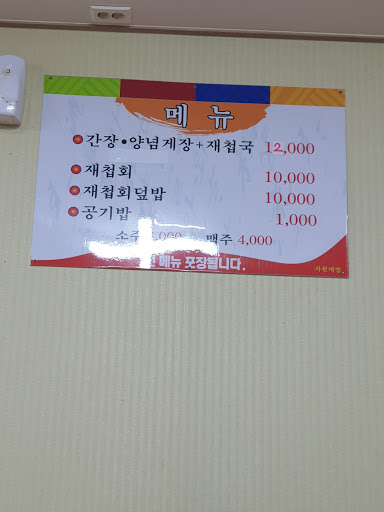 메 뉴
간장•양념게장+재첩국 12,000
재첩회 10,000
재첩회덮밥 10,000
공기밥 1,000
소주 맥주 4,000
메뉴 포장됩니다.